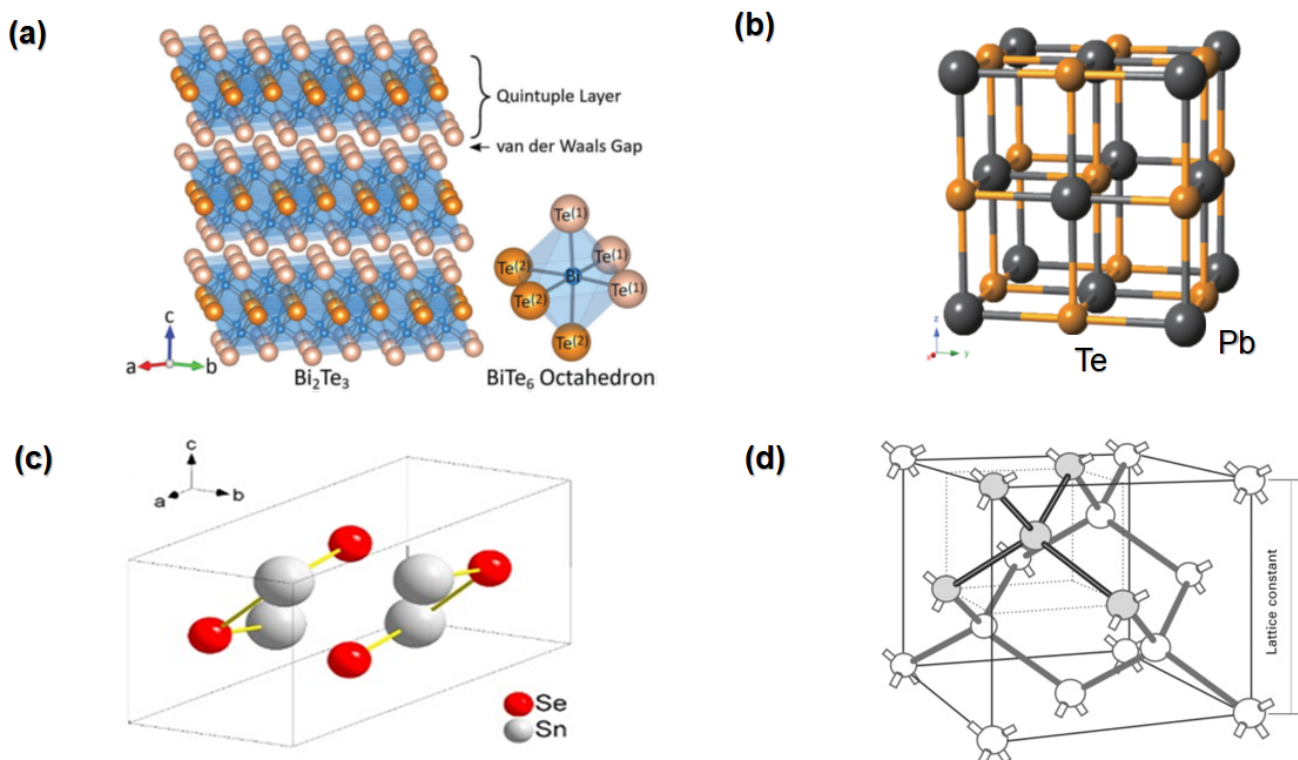 (a)
Quintuple Layer
van der Waals Gap
Te(1)
Te(2)
Bi
Te(1)
Te(2)
Te(1)
Te(2)
c
a
b
Bi₂Te₃
BiTe₆ Octahedron
(b)
z
x
y
Te
Pb
(c)
c
a
b
Se
Sn
(d)
Lattice constant